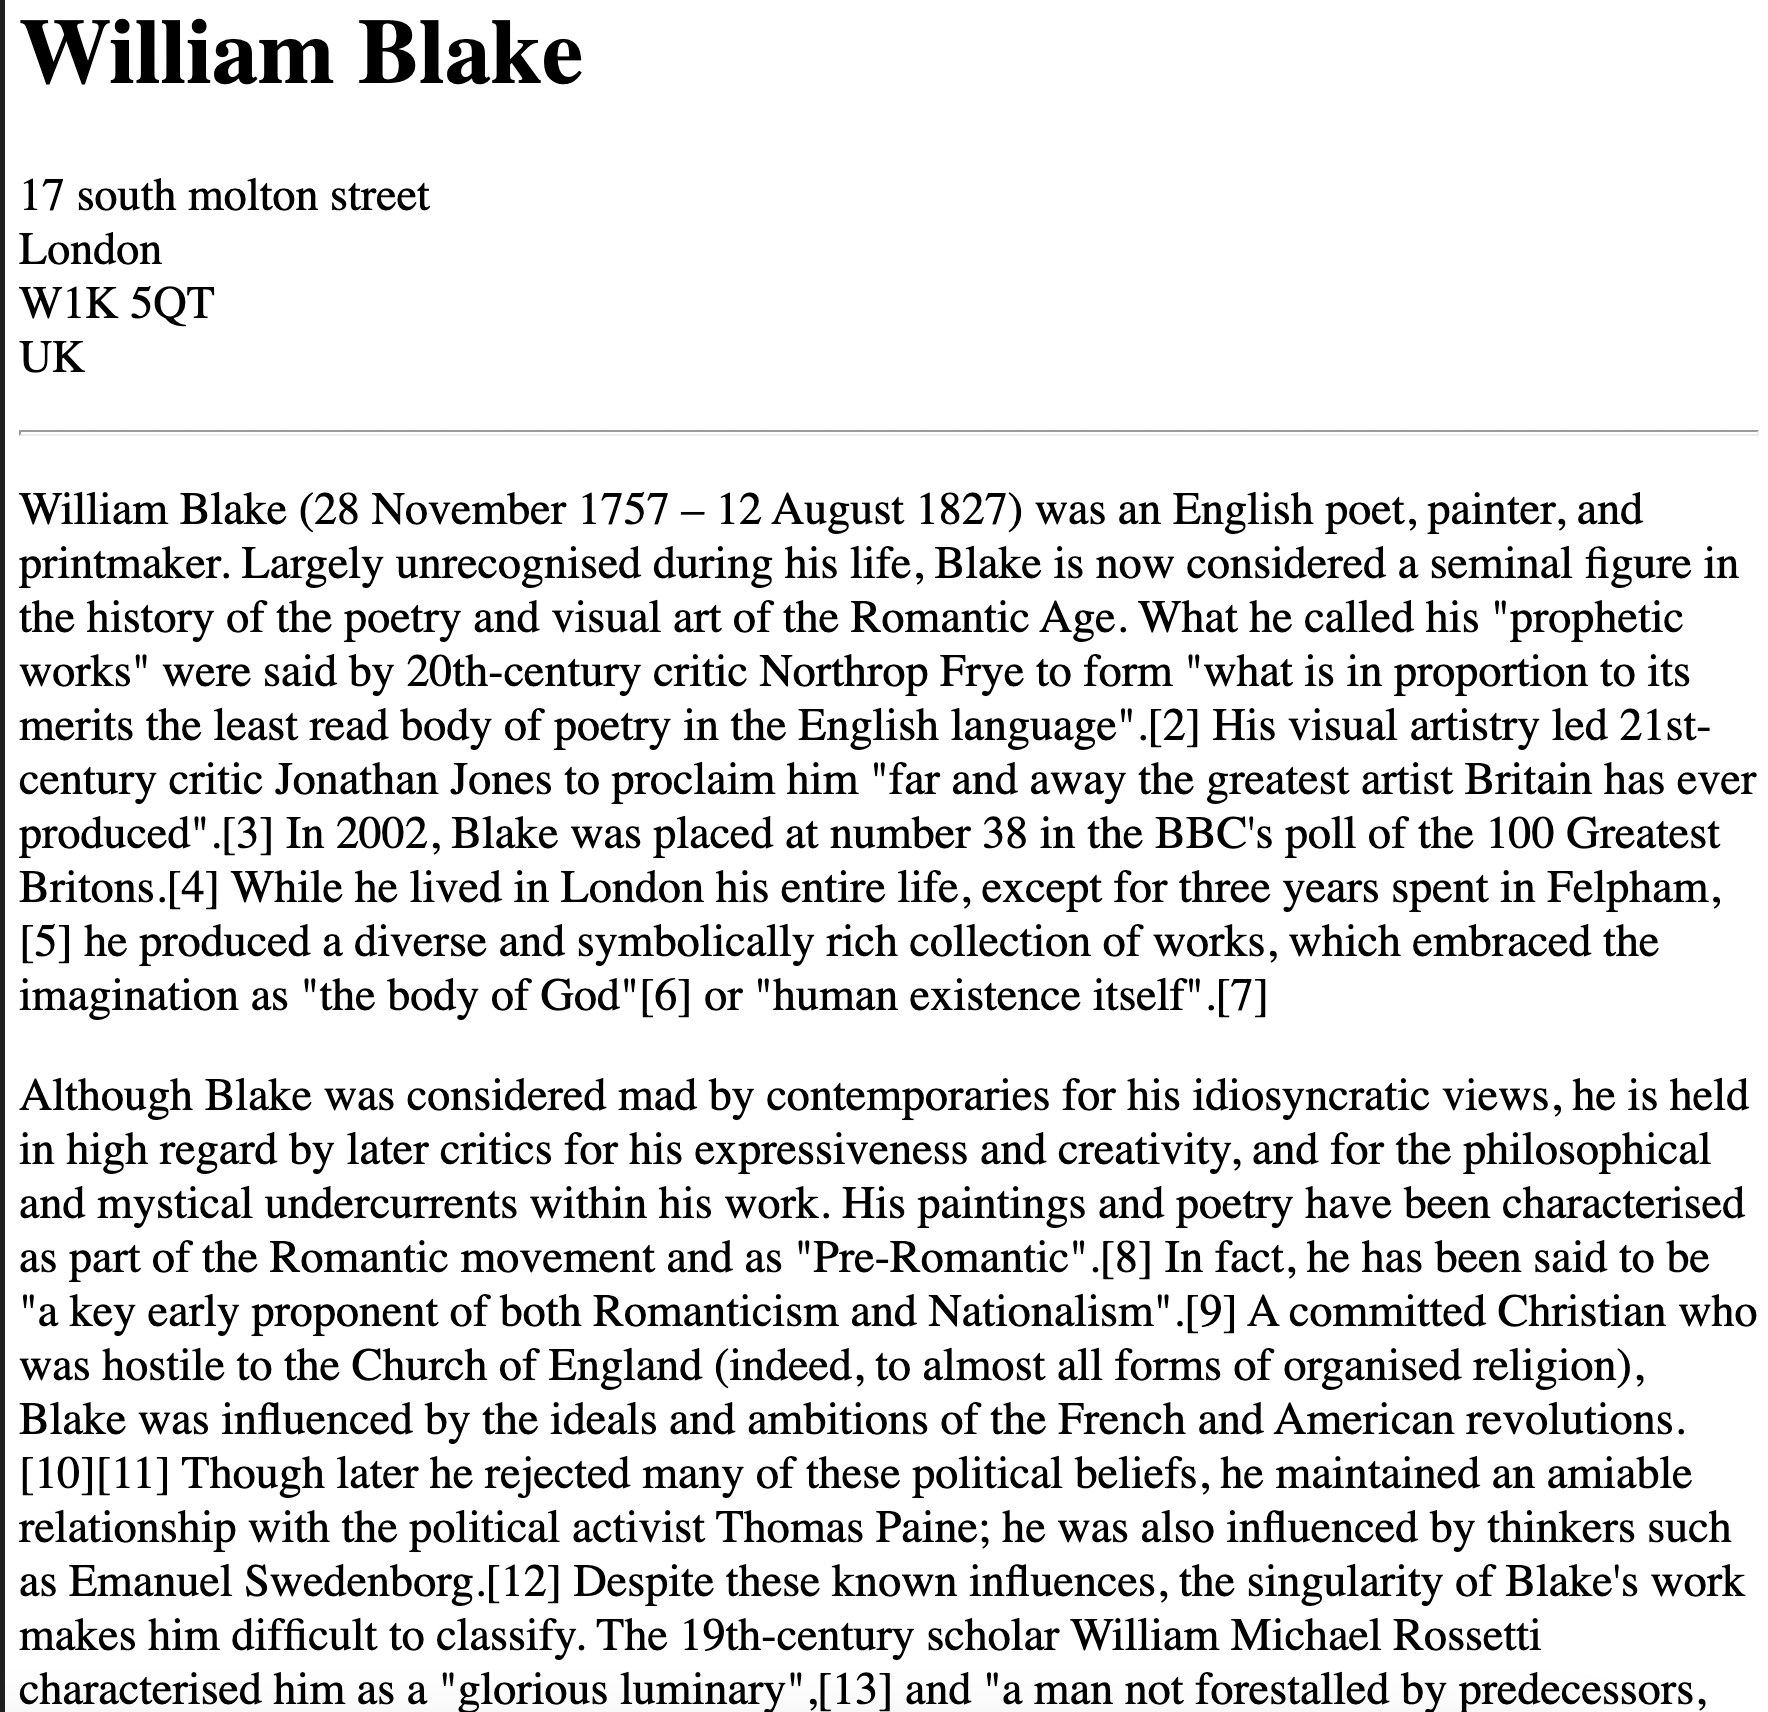 William Blake
17 south molton street
London
W1K 5QT
UK
William Blake (28 November 1757 – 12 August 1827) was an English poet, painter, and
printmaker. Largely unrecognised during his life, Blake is now considered a seminal figure in
the history of the poetry and visual art of the Romantic Age. What he called his "prophetic
works" were said by 20th-century critic Northrop Frye to form "what is in proportion to its
merits the least read body of poetry in the English language".[2] His visual artistry led 21st-
century critic Jonathan Jones to proclaim him "far and away the greatest artist Britain has ever
produced".[3] In 2002, Blake was placed at number 38 in the BBC's poll of the 100 Greatest
Britons.[4] While he lived in London his entire life, except for three years spent in Felpham,
[5] he produced a diverse and symbolically rich collection of works, which embraced the
imagination as "the body of God"[6] or "human existence itself".[7]
Although Blake was considered mad by contemporaries for his idiosyncratic views, he is held
in high regard by later critics for his expressiveness and creativity, and for the philosophical
and mystical undercurrents within his work. His paintings and poetry have been characterised
as part of the Romantic movement and as "Pre-Romantic".[8] In fact, he has been said to be
"a key early proponent of both Romanticism and Nationalism".[9] A committed Christian who
was hostile to the Church of England (indeed, to almost all forms of organised religion),
Blake was influenced by the ideals and ambitions of the French and American revolutions.
[10][11] Though later he rejected many of these political beliefs, he maintained an amiable
relationship with the political activist Thomas Paine; he was also influenced by thinkers such
as Emanuel Swedenborg.[12] Despite these known influences, the singularity of Blake's work
makes him difficult to classify. The 19th-century scholar William Michael Rossetti
characterised him as a "glorious luminary",[13] and "a man not forestalled by predecessors,